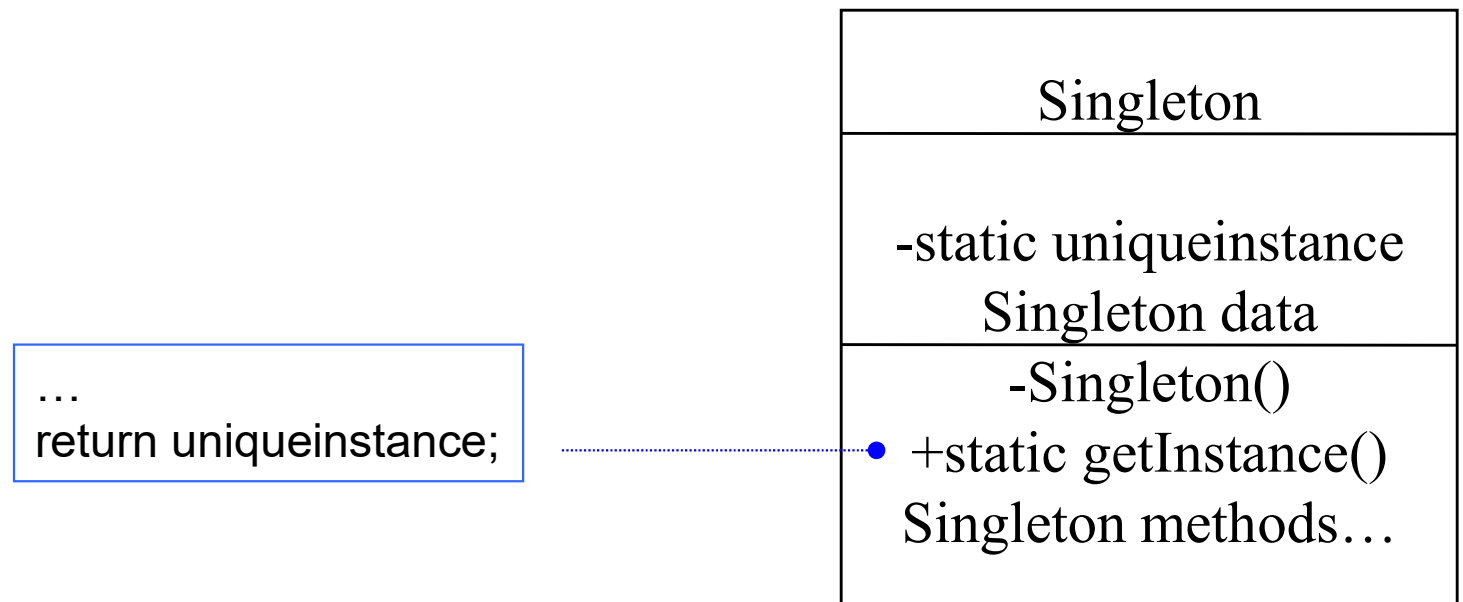 Singleton
-static uniqueinstance
Singleton data
-Singleton()
+static getInstance()
Singleton methods…
…
return uniqueinstance;